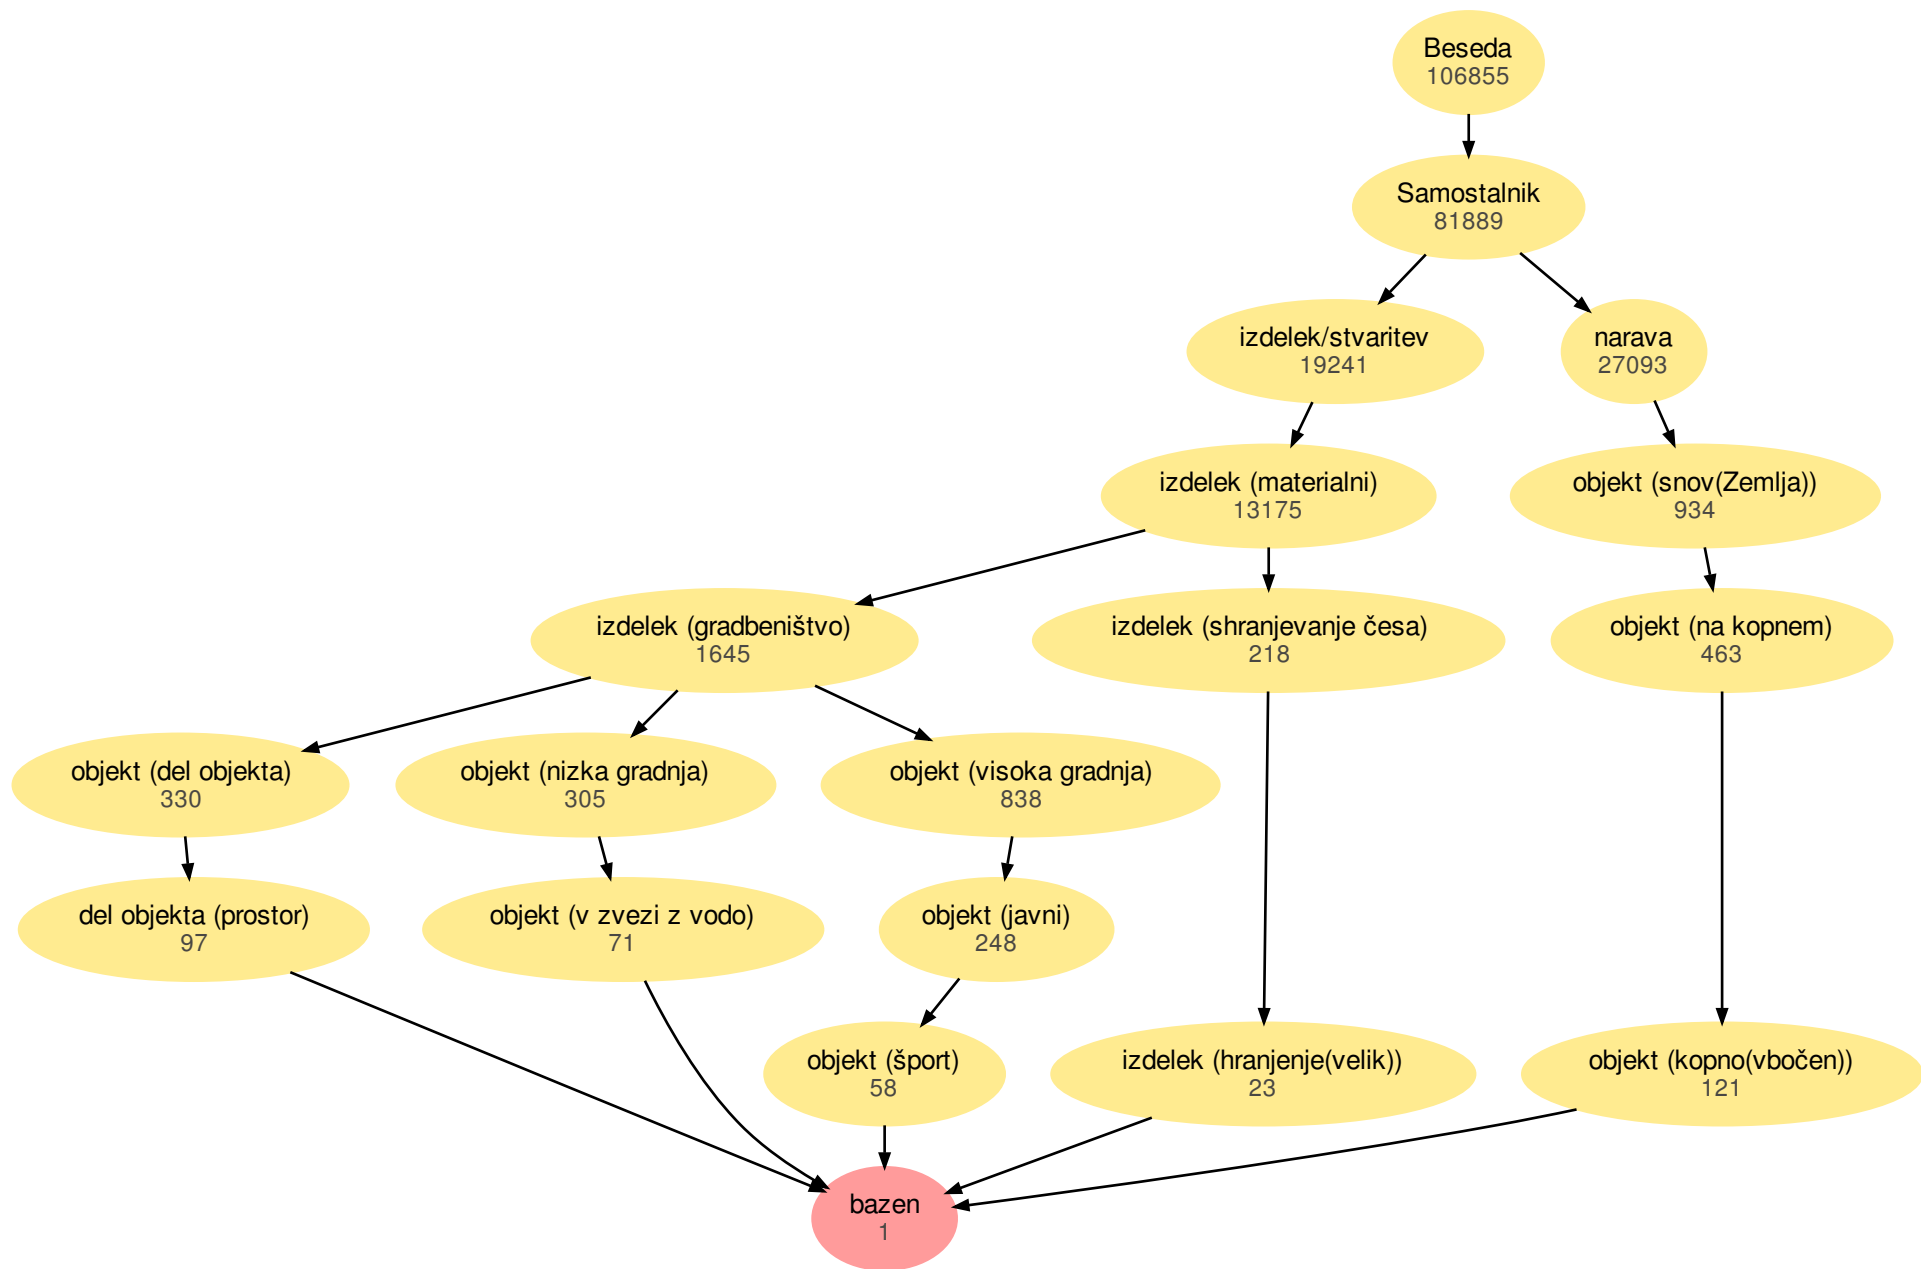 Beseda
106855
Samostalnik
81889
izdelek/stvaritev
19241
narava
27093
izdelek (materialni)
13175
objekt (snov(Zemlja))
934
izdelek (gradbeništvo)
1645
izdelek (shranjevanje česa)
218
objekt (na kopnem)
463
objekt (del objekta)
330
objekt (nizka gradnja)
305
objekt (visoka gradnja)
838
del objekta (prostor)
97
objekt (v zvezi z vodo)
71
objekt (javni)
248
objekt (šport)
58
izdelek (hranjenje(velik))
23
objekt (kopno(vbočen))
121
bazen
1